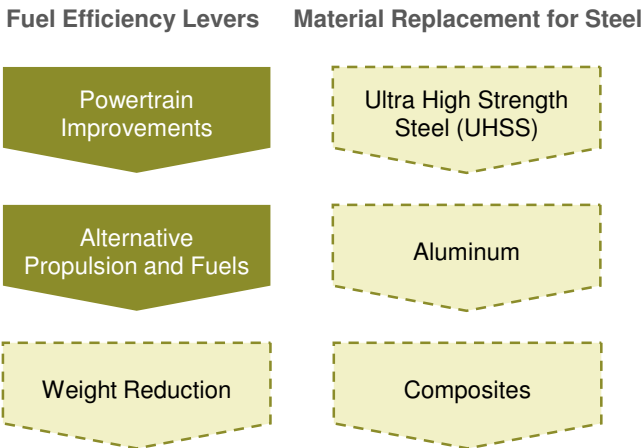 Fuel Efficiency Levers
Material Replacement for Steel
Powertrain
Improvements
Ultra High Strength
Steel (UHSS)
Alternative
Propulsion and Fuels
Aluminum
Weight Reduction
Composites